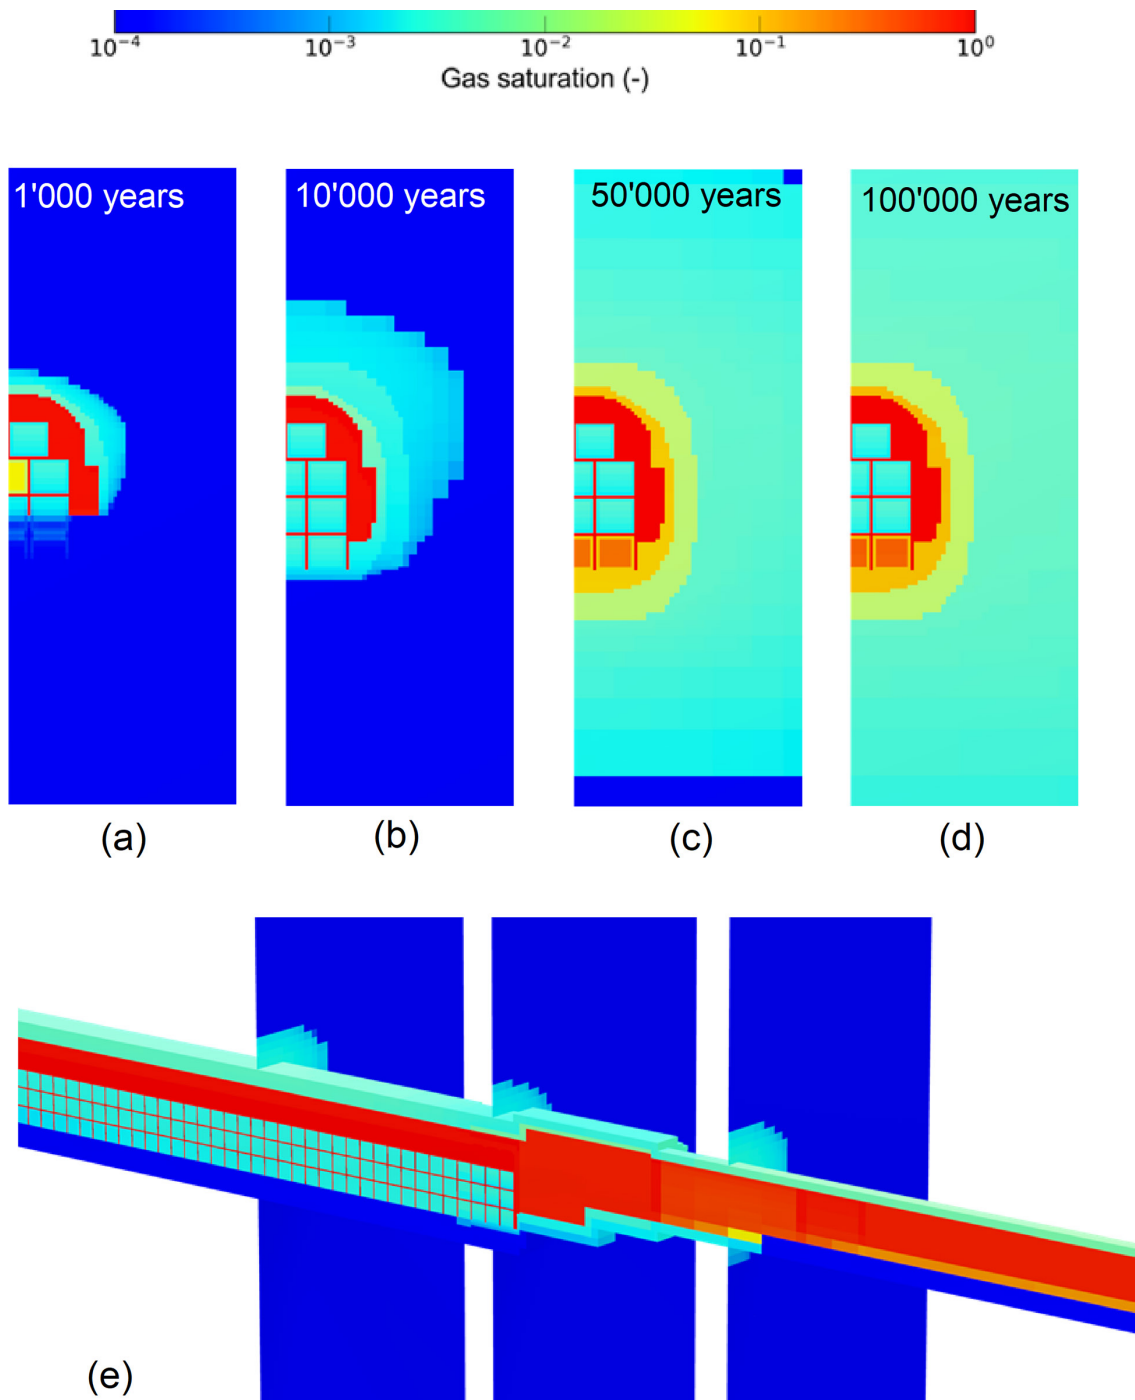 10⁻⁴ 10⁻³ 10⁻² 10⁻¹ 10⁰
Gas saturation (-)
1'000 years 10'000 years 50'000 years 100'000 years
(a) (b) (c) (d)
(e)